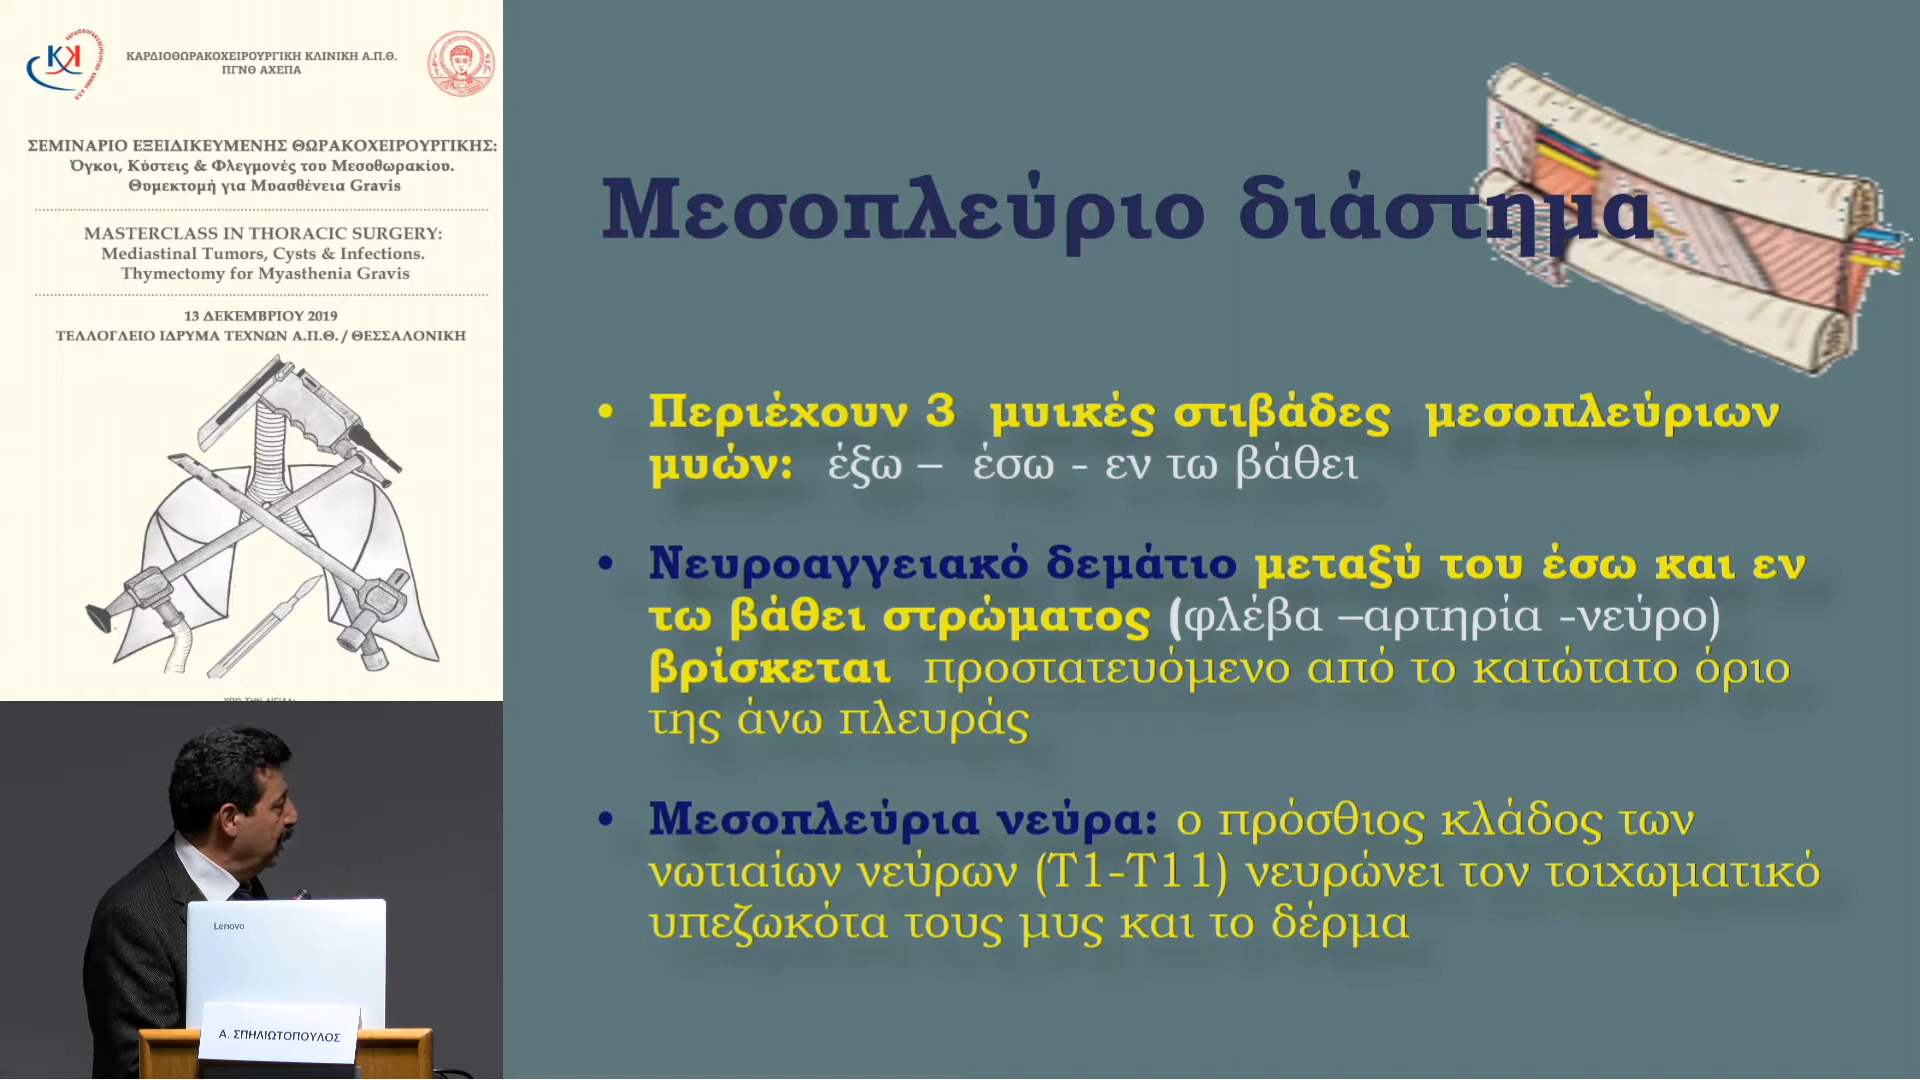 ΚΚ
ΚΑΡΔΙΟΘΩΡΑΚΟΧΕΙΡΟΥΡΓΙΚΗ ΚΛΙΝΙΚΗ Α.Π.Θ.
ΠΓΝΘ ΑΧΕΠΑ
ΣΕΜΙΝΑΡΙΟ ΕΞΕΙΔΙΚΕΥΜΕΝΗΣ ΘΩΡΑΚΟΧΕΙΡΟΥΡΓΙΚΗΣ:
Όγκοι, Κύστεις & Φλεγμονές του Μεσοθωρακίου.
Θυμεκτομή για Μυασθένεια Gravis
MASTERCLASS IN THORACIC SURGERY:
Mediastinal Tumors, Cysts & Infections.
Thymectomy for Myasthenia Gravis
13 ΔΕΚΕΜΒΡΙΟΥ 2019
ΤΕΛΛΟΓΛΕΙΟ ΙΔΡΥΜΑ ΤΕΧΝΩΝ Α.Π.Θ. / ΘΕΣΣΑΛΟΝΙΚΗ
Lenovo
Α. ΣΠΗΛΙΩΤΟΠΟΥΛΟΣ
Μεσοπλεύριο διάστημα
• Περιέχουν 3 μυικές στιβάδες μεσοπλεύριων
μυών: έξω – έσω - εν τω βάθει
• Νευροαγγειακό δεμάτιο μεταξύ του έσω και εν
τω βάθει στρώματος (φλέβα –αρτηρία -νεύρο)
βρίσκεται προστατευόμενο από το κατώτατο όριο
της άνω πλευράς
• Μεσοπλεύρια νεύρα: ο πρόσθιος κλάδος των
νωτιαίων νεύρων (Τ1-Τ11) νευρώνει τον τοιχωματικό
υπεζωκότα τους μυς και το δέρμα